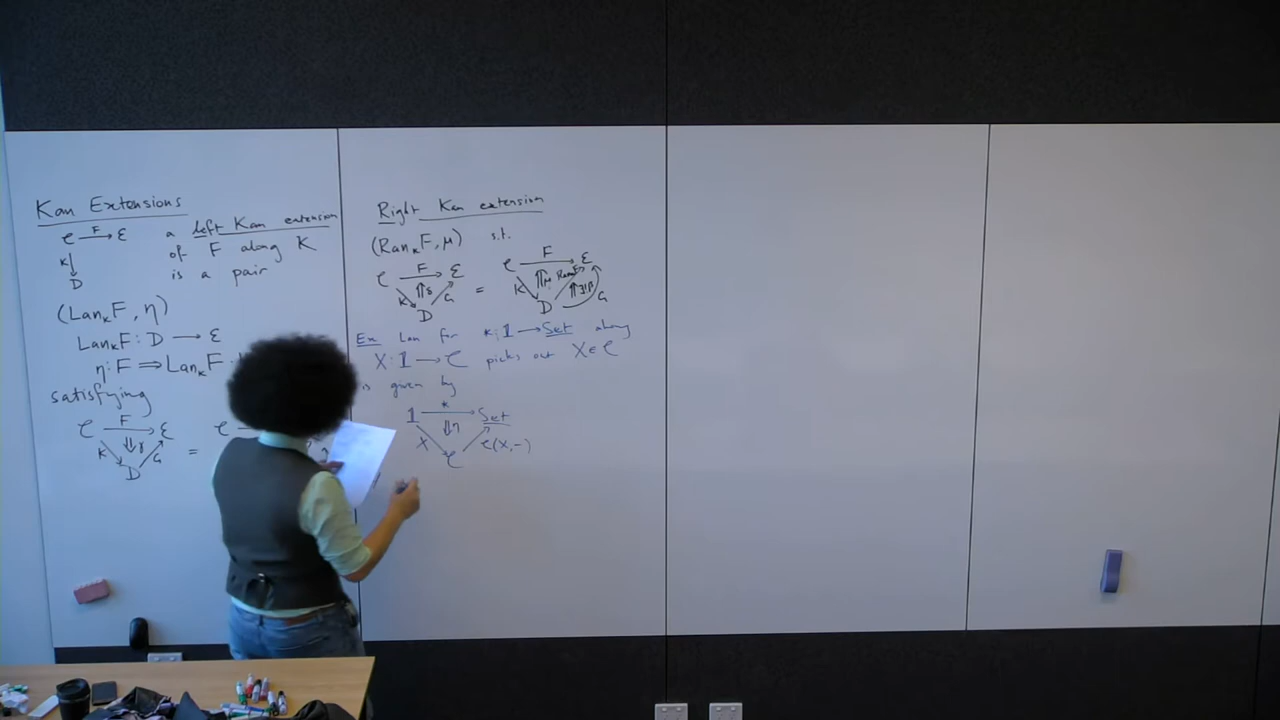 Kan Extensions
C F→ E a left Kan extension
K↓ of F along K
D is a pair
(Lan_K F, η)
Lan_K F : D → E
η : F ⇒ Lan_K F
satisfying
C F→ E
K ⇓γ G =
D
Right Kan extension
(Ran_K F, μ) s.t.
C F→ E = C F→ E
K ⇑δ G K ⇑μ ⇑∃!β G
D D
Ex Lan for *: 1 → Set along
X : 1 → C picks out X ∈ C
is given by
1 *→ Set
X ⇓η C(X,-)
C